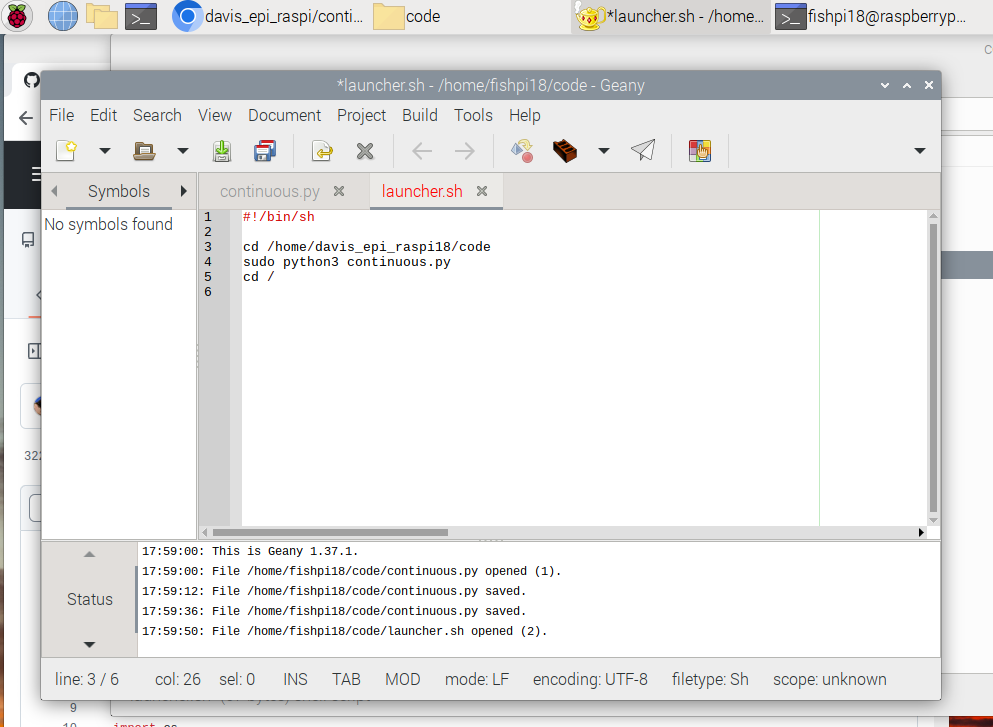 davis_epi_raspi/conti...
code
*launcher.sh - /home...
fishpi18@raspberryp...
*launcher.sh - /home/fishpi18/code - Geany
File Edit Search View Document Project Build Tools Help
Symbols
continuous.py
launcher.sh
No symbols found
1 #!/bin/sh
2
3 cd /home/davis_epi_raspi18/code
4 sudo python3 continuous.py
5 cd /
6
322
Status
17:59:00: This is Geany 1.37.1.
17:59:00: File /home/fishpi18/code/continuous.py opened (1).
17:59:12: File /home/fishpi18/code/continuous.py saved.
17:59:36: File /home/fishpi18/code/continuous.py saved.
17:59:50: File /home/fishpi18/code/launcher.sh opened (2).
line: 3 / 6 col: 26 sel: 0 INS TAB MOD mode: LF encoding: UTF-8 filetype: Sh scope: unknown
9
10